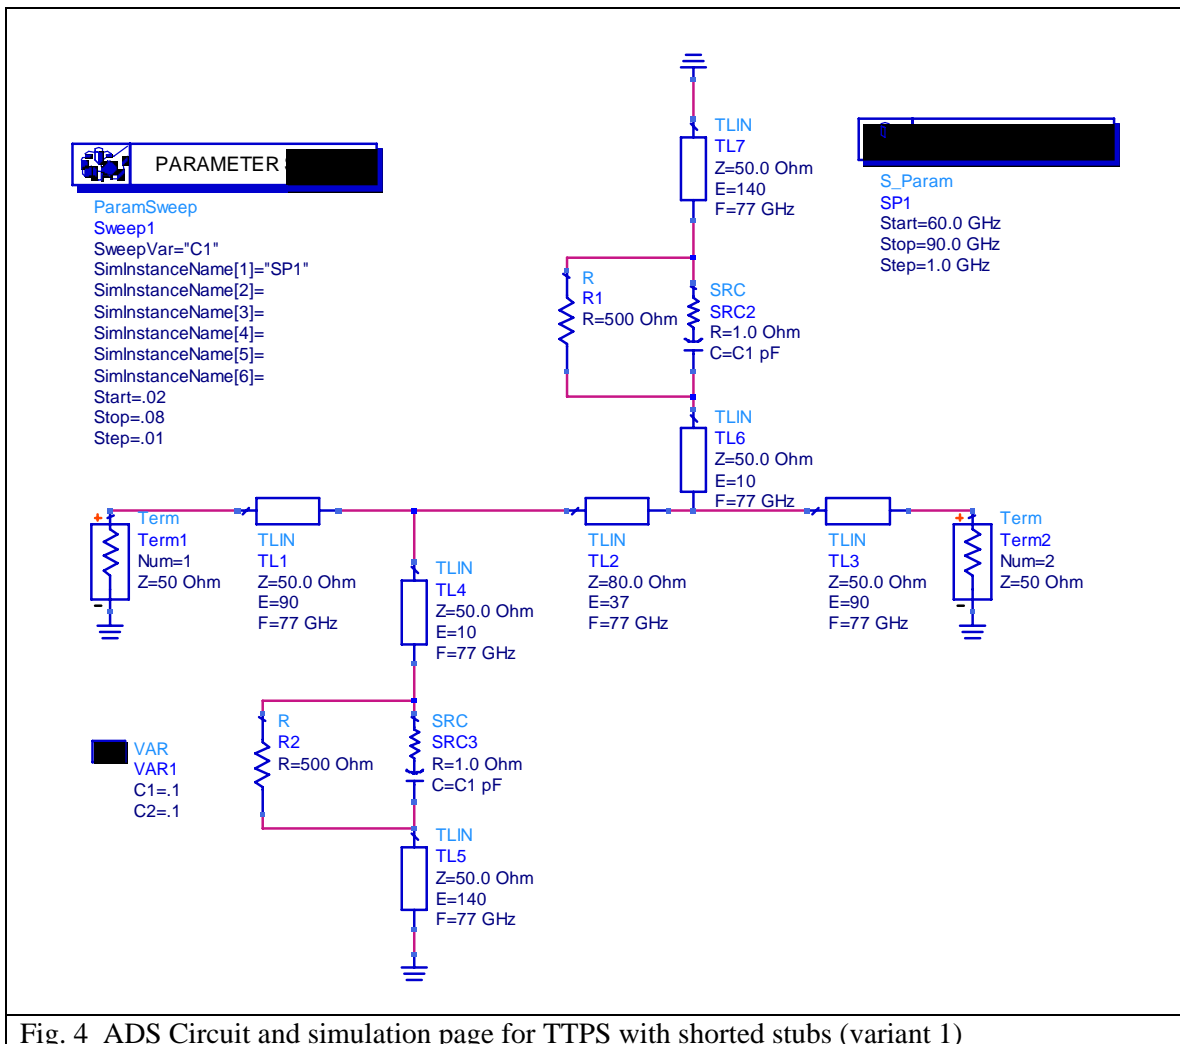 PARAMETER
ParamSweep
Sweep1
SweepVar="C1"
SimInstanceName[1]="SP1"
SimInstanceName[2]=
SimInstanceName[3]=
SimInstanceName[4]=
SimInstanceName[5]=
SimInstanceName[6]=
Start=.02
Stop=.08
Step=.01
TLIN
TL7
Z=50.0 Ohm
E=140
F=77 GHz
S_Param
SP1
Start=60.0 GHz
Stop=90.0 GHz
Step=1.0 GHz
R
R1
R=500 Ohm
SRC
SRC2
R=1.0 Ohm
C=C1 pF
TLIN
TL6
Z=50.0 Ohm
E=10
F=77 GHz
+
Term
Term1
Num=1
Z=50 Ohm
-
TLIN
TL1
Z=50.0 Ohm
E=90
F=77 GHz
TLIN
TL4
Z=50.0 Ohm
E=10
F=77 GHz
TLIN
TL2
Z=80.0 Ohm
E=37
F=77 GHz
TLIN
TL3
Z=50.0 Ohm
E=90
F=77 GHz
+
Term
Term2
Num=2
Z=50 Ohm
-
VAR
VAR1
C1=.1
C2=.1
R
R2
R=500 Ohm
SRC
SRC3
R=1.0 Ohm
C=C1 pF
TLIN
TL5
Z=50.0 Ohm
E=140
F=77 GHz
Fig. 4 ADS Circuit and simulation page for TTPS with shorted stubs (variant 1)